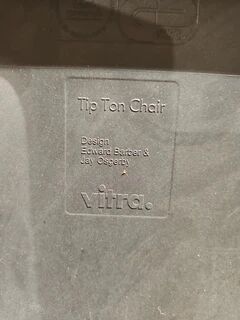 Tip Ton Chair
Design
Edward Barber &
Jay Osgerby
vitra.